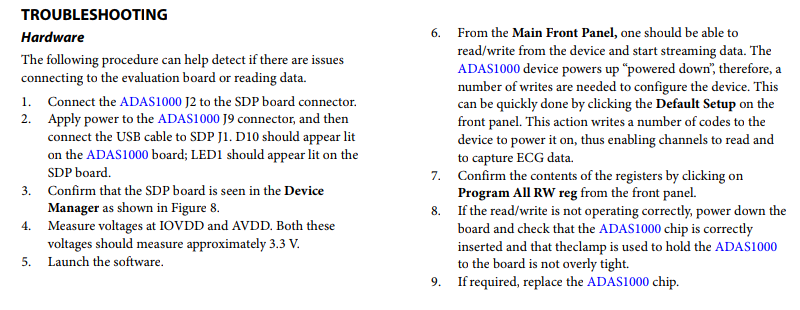 TROUBLESHOOTING
Hardware
The following procedure can help detect if there are issues
connecting to the evaluation board or reading data.
1. Connect the ADAS1000 J2 to the SDP board connector.
2. Apply power to the ADAS1000 J9 connector, and then
connect the USB cable to SDP J1. D10 should appear lit
on the ADAS1000 board; LED1 should appear lit on the
SDP board.
3. Confirm that the SDP board is seen in the Device
Manager as shown in Figure 8.
4. Measure voltages at IOVDD and AVDD. Both these
voltages should measure approximately 3.3 V.
5. Launch the software.
6. From the Main Front Panel, one should be able to
read/write from the device and start streaming data. The
ADAS1000 device powers up “powered down”, therefore, a
number of writes are needed to configure the device. This
can be quickly done by clicking the Default Setup on the
front panel. This action writes a number of codes to the
device to power it on, thus enabling channels to read and
to capture ECG data.
7. Confirm the contents of the registers by clicking on
Program All RW reg from the front panel.
8. If the read/write is not operating correctly, power down the
board and check that the ADAS1000 chip is correctly
inserted and that theclamp is used to hold the ADAS1000
to the board is not overly tight.
9. If required, replace the ADAS1000 chip.